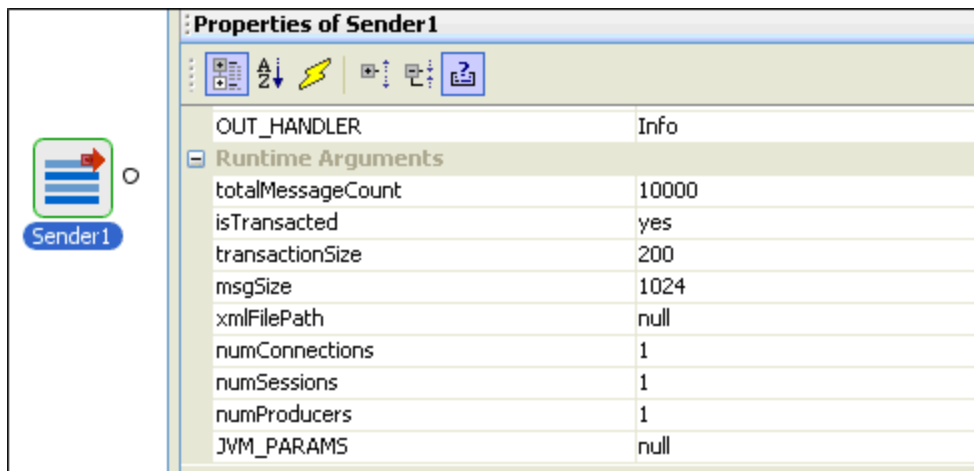 Properties of Sender1
A
Z
OUT_HANDLER Info
Runtime Arguments
totalMessageCount 10000
isTransacted yes
transactionSize 200
msgSize 1024
xmlFilePath null
numConnections 1
numSessions 1
numProducers 1
JVM_PARAMS null
Sender1